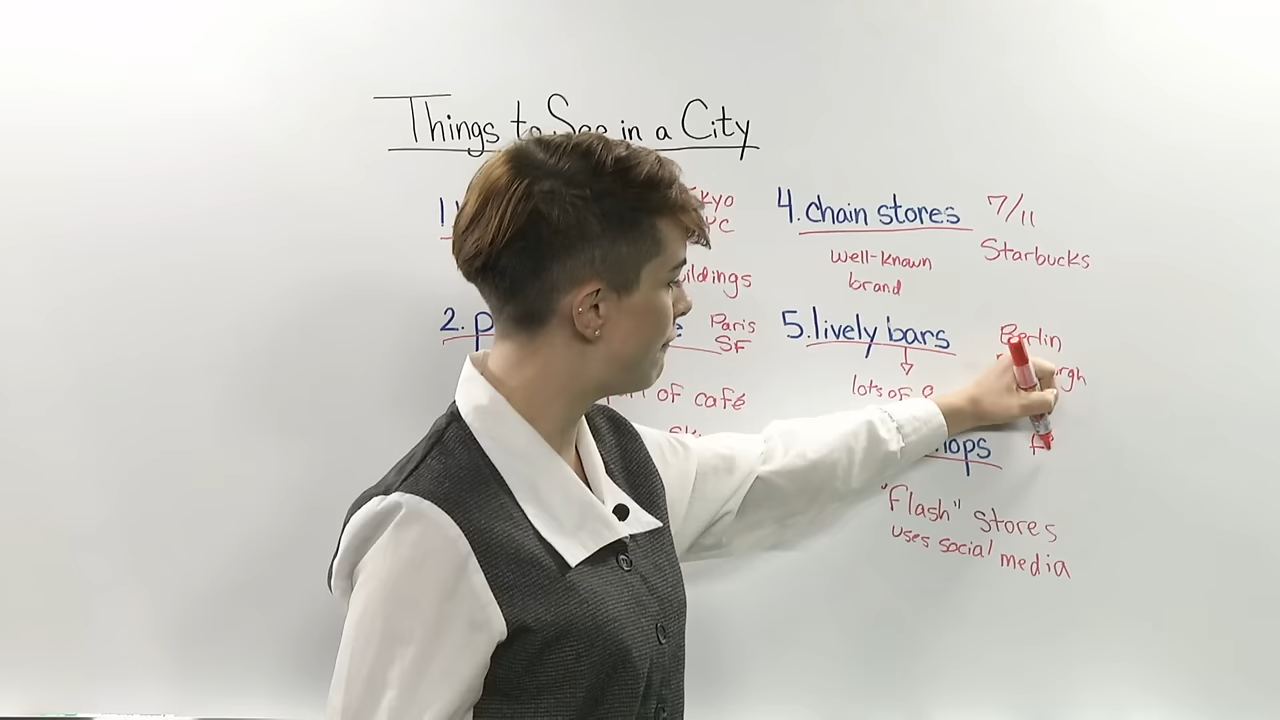 Things to See in a City
1.
kyo
YC
ildings
2. p
Paris
SF
of café
4. chain stores
7/11
Starbucks
well-known
brand
5. lively bars
Berlin
rgh
lots of
ops
"flash" stores
uses social media